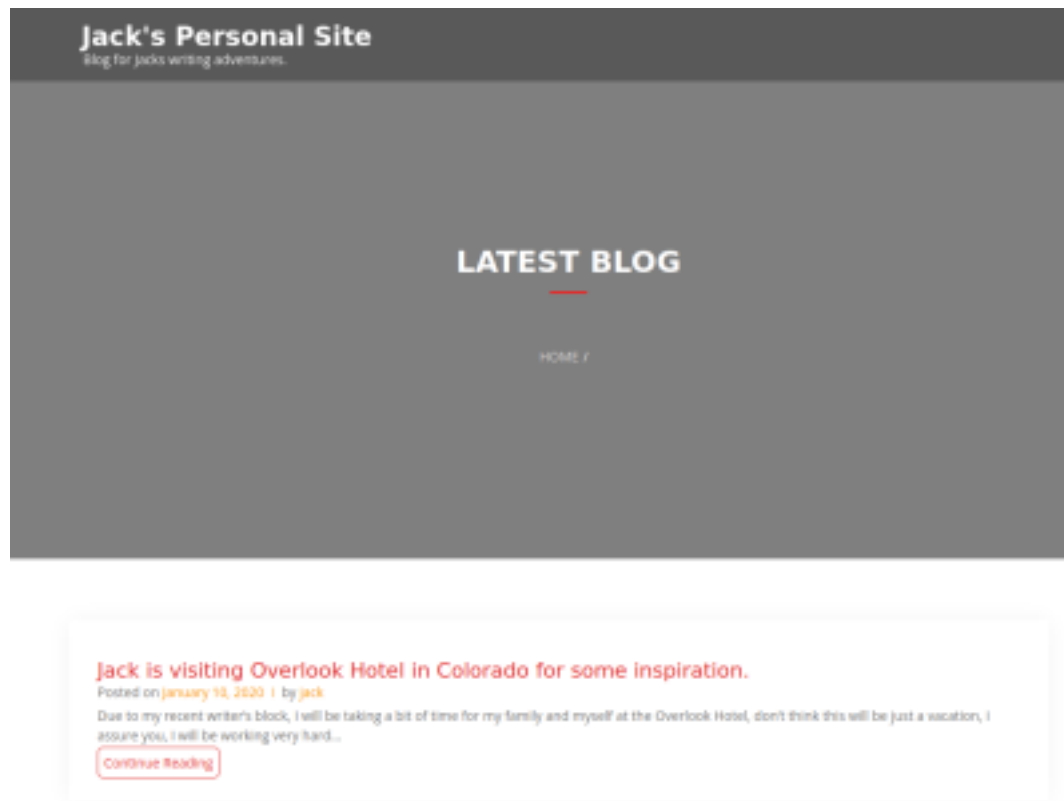 Jack's Personal Site
Blog for Jacks writing adventures.
LATEST BLOG
HOME /
Jack is visiting Overlook Hotel in Colorado for some inspiration.
Posted on January 10, 2020 | by jack
Due to my recent writer's block, I will be taking a bit of time for my family and myself at the Overlook Hotel, don't think this will be just a vacation, I
assure you, I will be working very hard...
Continue Reading